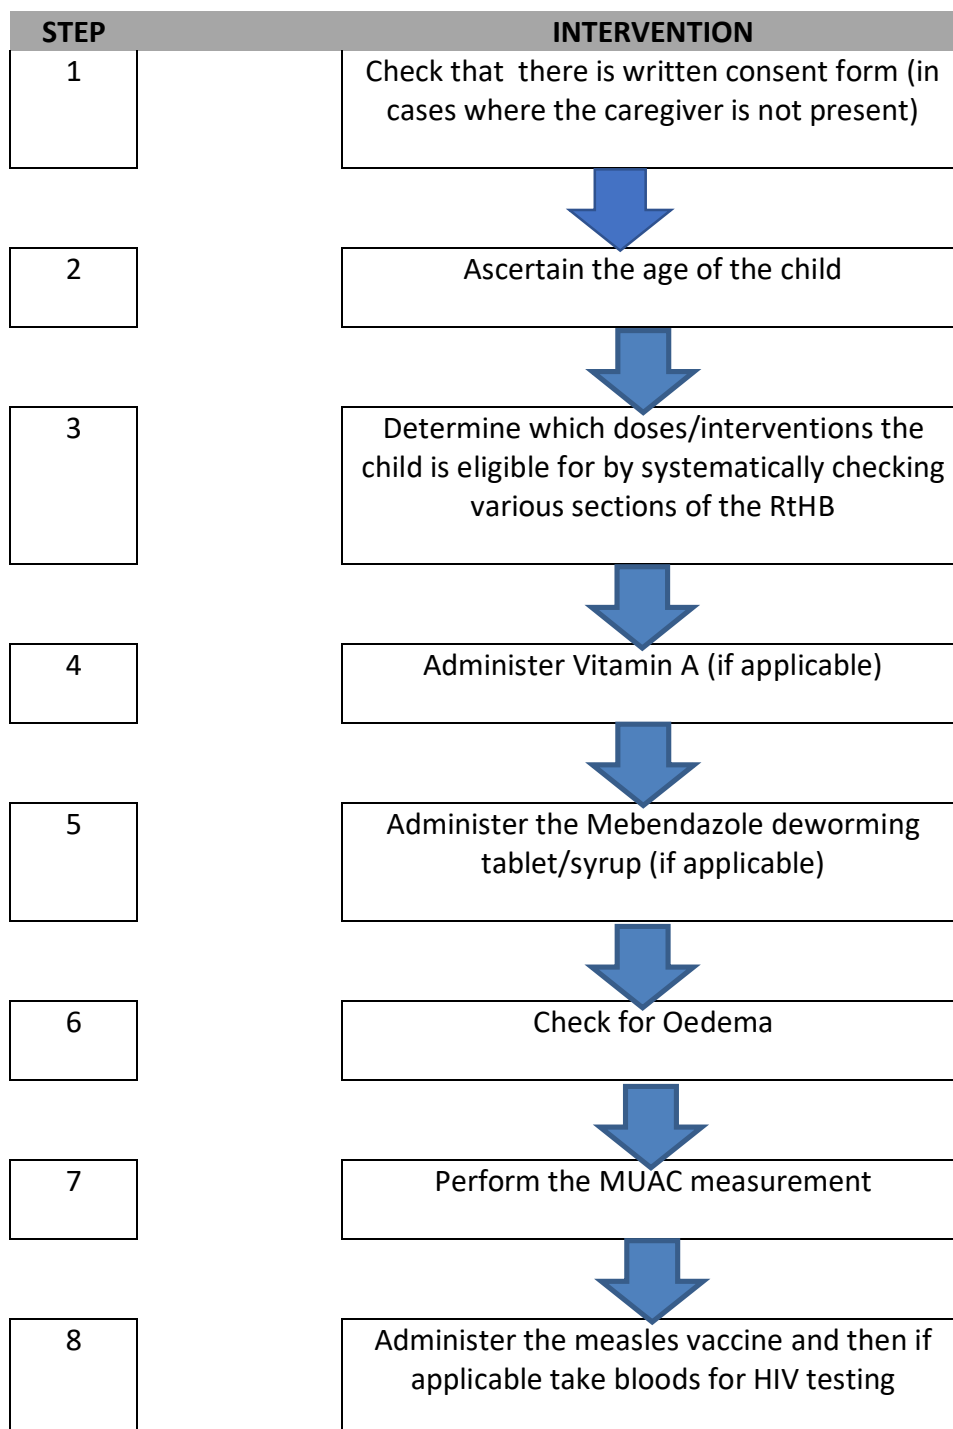 STEP INTERVENTION
1 Check that  there is written consent form (in
cases where the caregiver is not present)
2 Ascertain the age of the child
3 Determine which doses/interventions the
child is eligible for by systematically checking
various sections of the RtHB
4 Administer Vitamin A (if applicable)
5 Administer the Mebendazole deworming
tablet/syrup (if applicable)
6 Check for Oedema
7 Perform the MUAC measurement
8 Administer the measles vaccine and then if
applicable take bloods for HIV testing